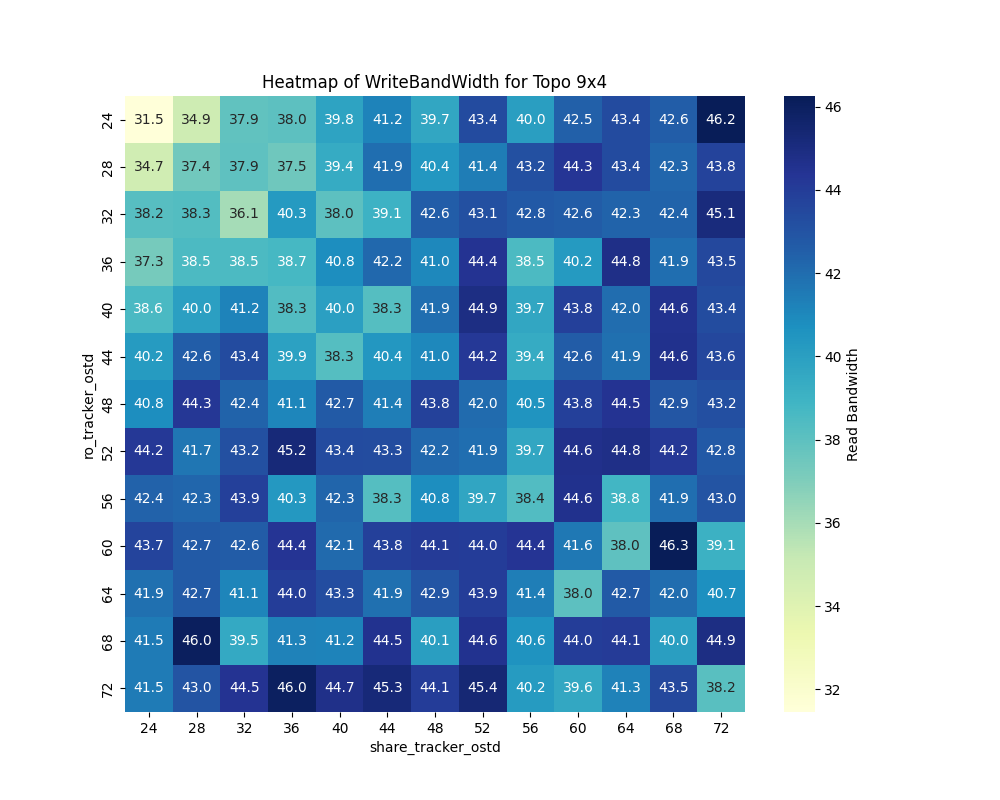 Heatmap of WriteBandWidth for Topo 9x4
24 31.5 34.9 37.9 38.0 39.8 41.2 39.7 43.4 40.0 42.5 43.4 42.6 46.2
28 34.7 37.4 37.9 37.5 39.4 41.9 40.4 41.4 43.2 44.3 43.4 42.3 43.8
32 38.2 38.3 36.1 40.3 38.0 39.1 42.6 43.1 42.8 42.6 42.3 42.4 45.1
36 37.3 38.5 38.5 38.7 40.8 42.2 41.0 44.4 38.5 40.2 44.8 41.9 43.5
40 38.6 40.0 41.2 38.3 40.0 38.3 41.9 44.9 39.7 43.8 42.0 44.6 43.4
44 40.2 42.6 43.4 39.9 38.3 40.4 41.0 44.2 39.4 42.6 41.9 44.6 43.6
48 40.8 44.3 42.4 41.1 42.7 41.4 43.8 42.0 40.5 43.8 44.5 42.9 43.2
52 44.2 41.7 43.2 45.2 43.4 43.3 42.2 41.9 39.7 44.6 44.8 44.2 42.8
56 42.4 42.3 43.9 40.3 42.3 38.3 40.8 39.7 38.4 44.6 38.8 41.9 43.0
60 43.7 42.7 42.6 44.4 42.1 43.8 44.1 44.0 44.4 41.6 38.0 46.3 39.1
64 41.9 42.7 41.1 44.0 43.3 41.9 42.9 43.9 41.4 38.0 42.7 42.0 40.7
68 41.5 46.0 39.5 41.3 41.2 44.5 40.1 44.6 40.6 44.0 44.1 40.0 44.9
72 41.5 43.0 44.5 46.0 44.7 45.3 44.1 45.4 40.2 39.6 41.3 43.5 38.2
24 28 32 36 40 44 48 52 56 60 64 68 72
share_tracker_ostd
ro_tracker_ostd
46
44
42
40
38
36
34
32
Read Bandwidth